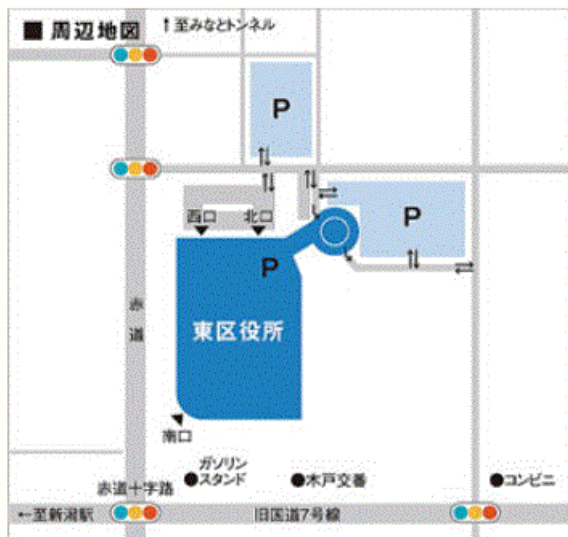 ■ 周辺地図
↑至みなとトンネル
P
P
西口
北口
P
赤道
東区役所
南口
ガソリン
スタンド
木戸交番
コンビニ
赤道十字路
←至新潟駅
旧国道7号線